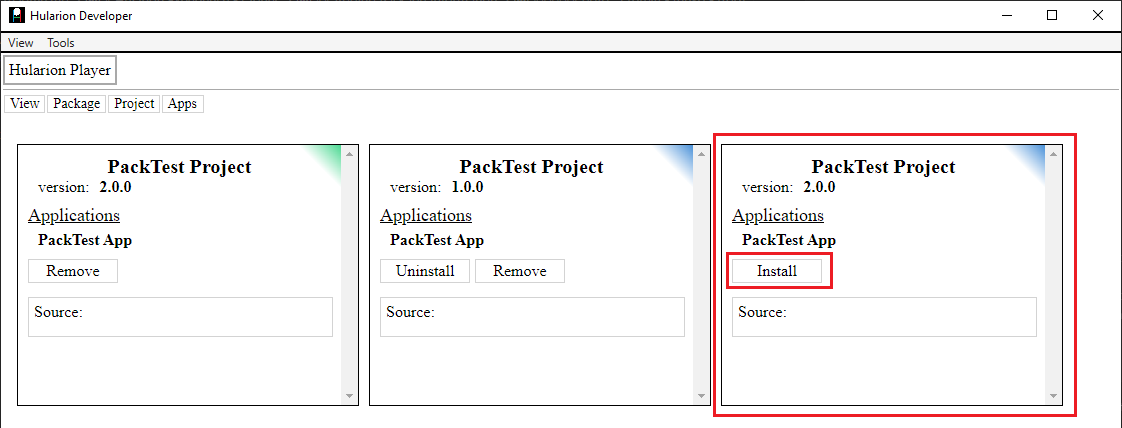 Hularion Developer
View Tools
Hularion Player
View Package Project Apps
PackTest Project
version: 2.0.0
Applications
PackTest App
Remove
Source:
PackTest Project
version: 1.0.0
Applications
PackTest App
Uninstall Remove
Source:
PackTest Project
version: 2.0.0
Applications
PackTest App
Install
Source: